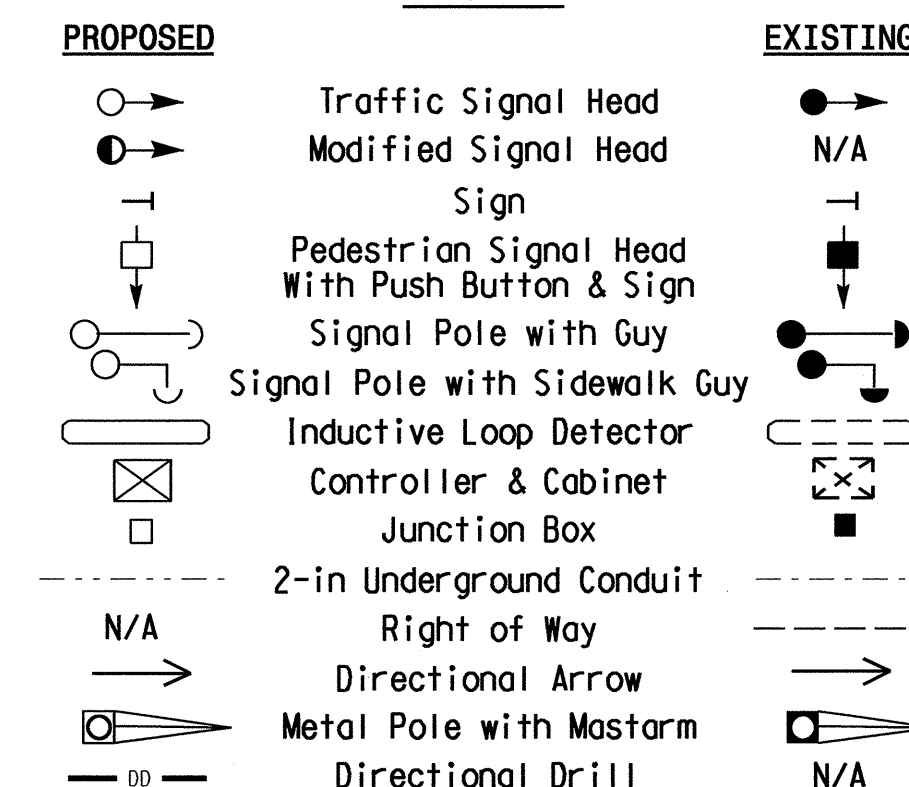 PROPOSED EXISTING
Traffic Signal Head
Modified Signal Head N/A
Sign
Pedestrian Signal Head
With Push Button & Sign
Signal Pole with Guy
Signal Pole with Sidewalk Guy
Inductive Loop Detector
Controller & Cabinet
Junction Box
2-in Underground Conduit
N/A Right of Way
Directional Arrow
Metal Pole with Mastarm
DD Directional Drill N/A